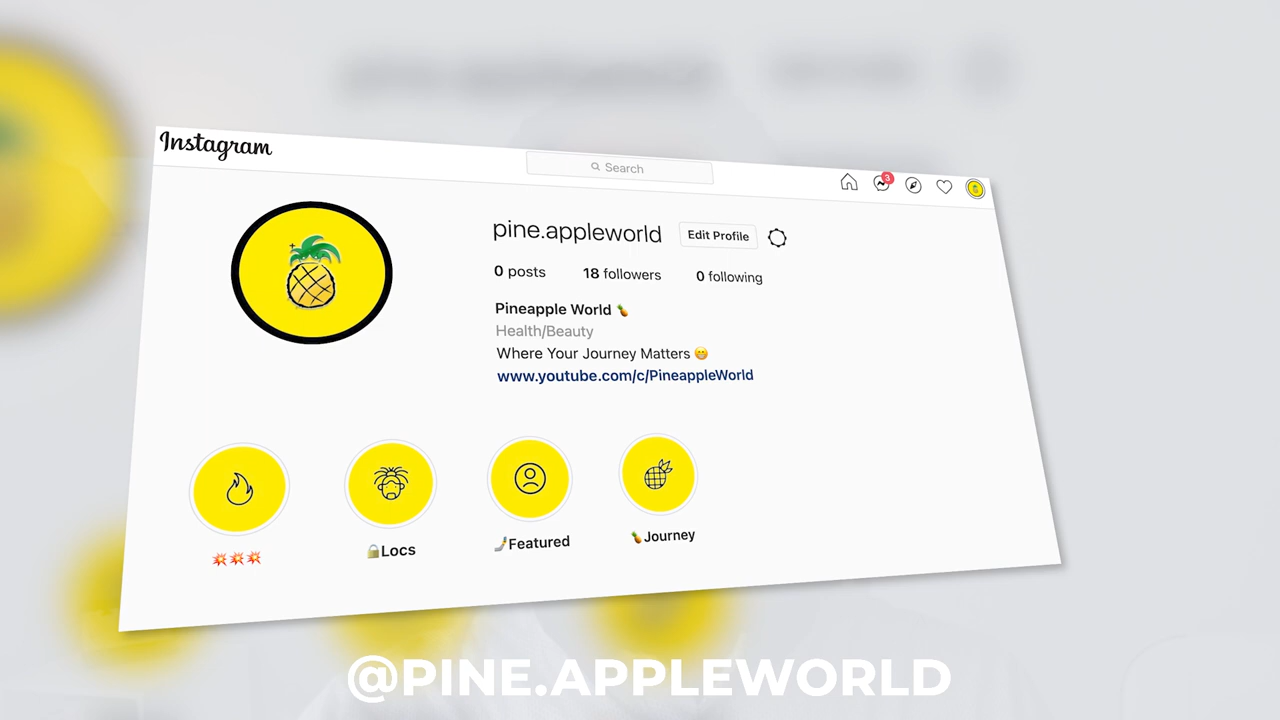 Instagram
Search
3
pine.appleworld Edit Profile
0 posts 18 followers 0 following
Pineapple World 🍍
Health/Beauty
Where Your Journey Matters 😁
www.youtube.com/c/PineappleWorld
💥💥💥 🔒Locs 🤳Featured 🍍Journey
@PINE.APPLEWORLD